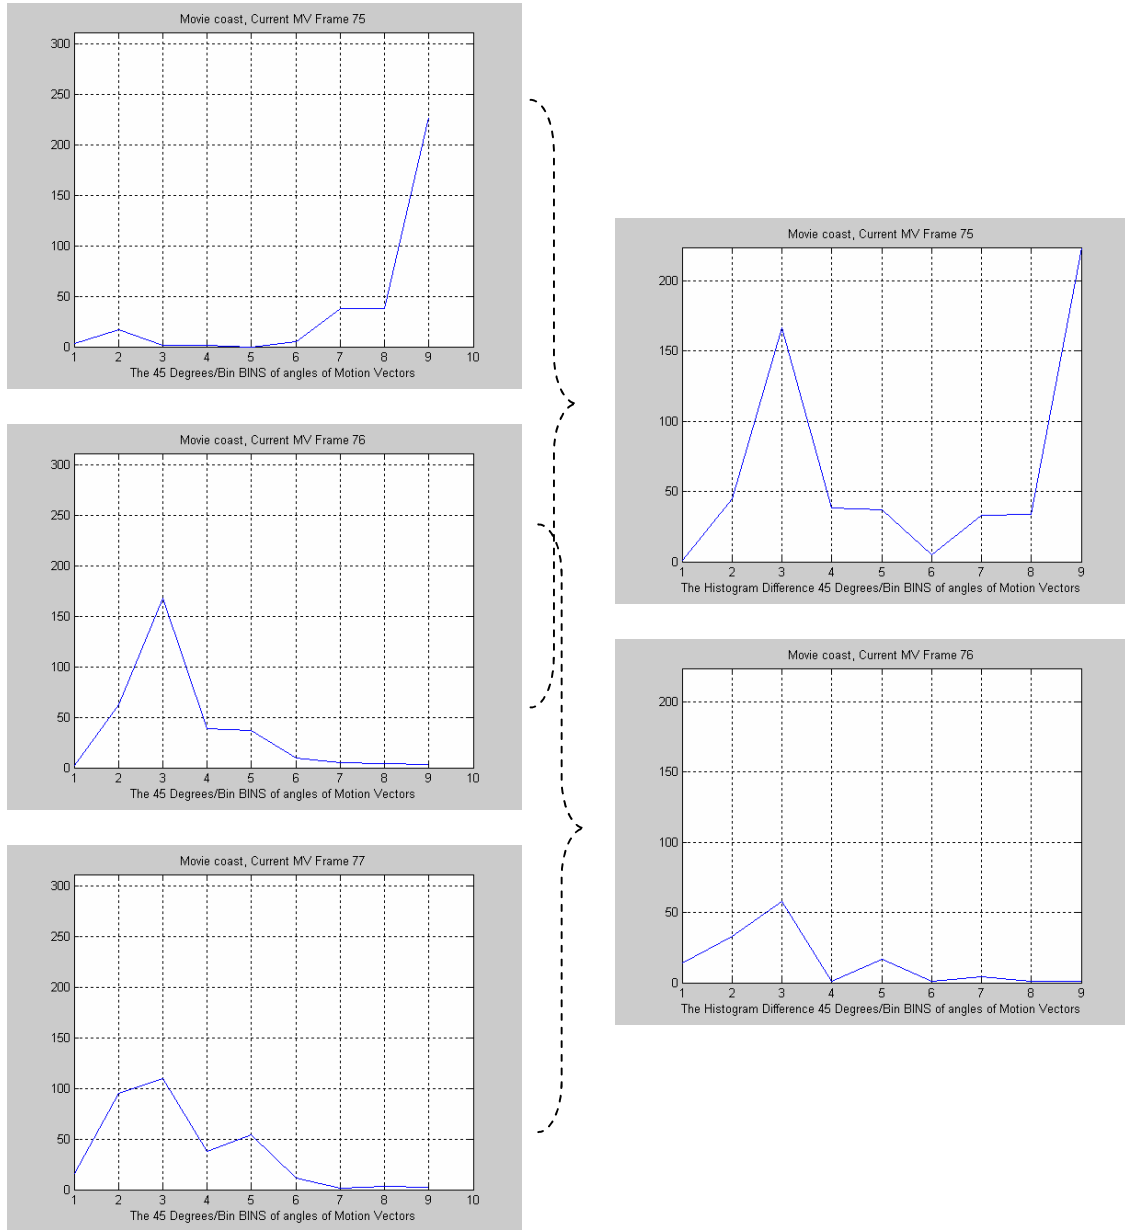 Movie coast, Current MV Frame 75
300
250
200
150
100
50
0
1 2 3 4 5 6 7 8 9 10
The 45 Degrees/Bin BINS of angles of Motion Vectors
Movie coast, Current MV Frame 76
300
250
200
150
100
50
0
1 2 3 4 5 6 7 8 9 10
The 45 Degrees/Bin BINS of angles of Motion Vectors
Movie coast, Current MV Frame 77
300
250
200
150
100
50
0
1 2 3 4 5 6 7 8 9 10
The 45 Degrees/Bin BINS of angles of Motion Vectors
Movie coast, Current MV Frame 75
200
150
100
50
0
1 2 3 4 5 6 7 8 9
The Histogram Difference 45 Degrees/Bin BINS of angles of Motion Vectors
Movie coast, Current MV Frame 76
200
150
100
50
0
1 2 3 4 5 6 7 8 9
The Histogram Difference 45 Degrees/Bin BINS of angles of Motion Vectors